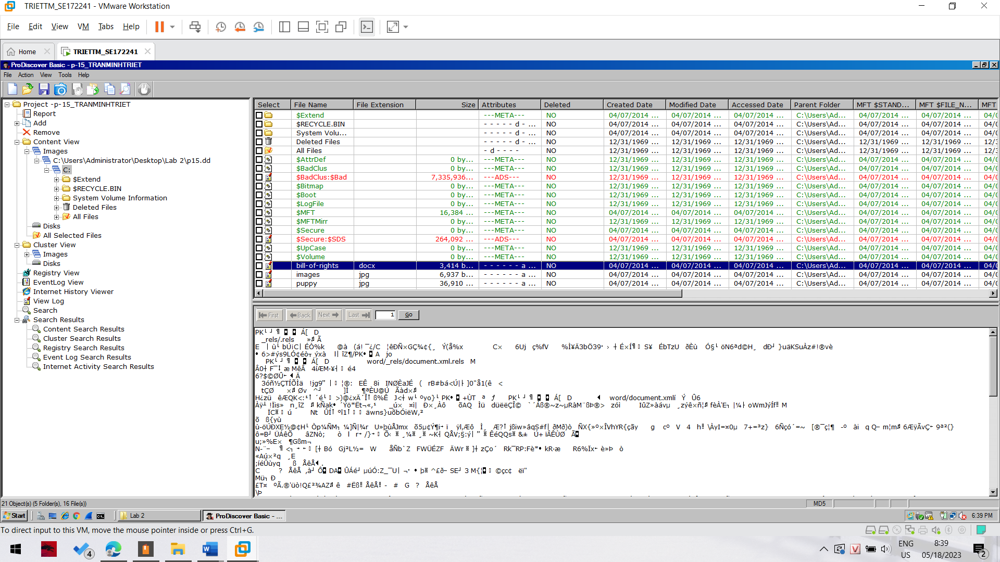 TRIETTM_SE172241 - VMware Workstation
File Edit View VM Tabs Help
Home TRIETTM_SE172241
ProDiscover Basic - p-15_TRANMINHTRIET
File Action View Tools Help
Project -p-15_TRANMINHTRIET
Report
Add
Remove
Content View
Images
C:\Users\Administrator\Desktop\Lab 2\p15.dd
C:
$Extend
$RECYCLE.BIN
System Volume Information
Deleted Files
All Files
Disks
All Selected Files
Cluster View
Images
Disks
Registry View
EventLog View
Internet History Viewer
View Log
Search
Search Results
Content Search Results
Cluster Search Results
Registry Search Results
Event Log Search Results
Internet Activity Search Results
Select File Name File Extension Size Attributes Deleted Created Date Modified Date Accessed Date Parent Folder MFT $STAND... MFT $FILE_N... MFT
$Extend ---META--- NO 04/07/2014 ... 04/07/2014 ... 04/07/2014 ... C:\Users\Ad... 04/07/2014 ... 04/07/2014 ... 04/0
$RECYCLE.BIN - - - - - d - ... NO 04/07/2014 ... 04/07/2014 ... 04/07/2014 ... C:\Users\Ad... 04/07/2014 ... 04/07/2014 ... 04/0
System Volu... - - - - - d - ... NO 04/07/2014 ... 04/07/2014 ... 04/07/2014 ... C:\Users\Ad... 04/07/2014 ... 04/07/2014 ... 04/0
Deleted Files - - - - - d - ... NO 12/31/1969 ... 12/31/1969 ... 12/31/1969 ... C:\Users\Ad... 12/31/1969 ... 12/31/1969 ... 12/3
All Files - d - - - - NO 12/31/1969 ... 12/31/1969 ... 12/31/1969 ... C:\Users\Ad... 12/31/1969 ... 12/31/1969 ... 12/3
$AttrDef 0 by... ---META--- NO 12/31/1969 ... 12/31/1969 ... 12/31/1969 ... C:\Users\Ad... 04/07/2014 ... 04/07/2014 ... 04/0
$BadClus 0 by... ---META--- NO 12/31/1969 ... 12/31/1969 ... 12/31/1969 ... C:\Users\Ad... 04/07/2014 ... 04/07/2014 ... 04/0
$BadClus:$Bad 7,335,936... ---ADS--- NO 12/31/1969 ... 12/31/1969 ... 12/31/1969 ... C:\Users\Ad... 04/07/2014 ... 04/07/2014 ... 04/0
$Bitmap 0 by... ---META--- NO 12/31/1969 ... 12/31/1969 ... 12/31/1969 ... C:\Users\Ad... 04/07/2014 ... 04/07/2014 ... 04/0
$Boot 0 by... ---META--- NO 12/31/1969 ... 12/31/1969 ... 12/31/1969 ... C:\Users\Ad... 04/07/2014 ... 04/07/2014 ... 04/0
$LogFile 0 by... ---META--- NO 12/31/1969 ... 12/31/1969 ... 12/31/1969 ... C:\Users\Ad... 04/07/2014 ... 04/07/2014 ... 04/0
$MFT 16,384 ... ---META--- NO 04/07/2014 ... 04/07/2014 ... 04/07/2014 ... C:\Users\Ad... 04/07/2014 ... 04/07/2014 ... 04/0
$MFTMirr 0 by... ---META--- NO 12/31/1969 ... 12/31/1969 ... 12/31/1969 ... C:\Users\Ad... 04/07/2014 ... 04/07/2014 ... 04/0
$Secure 0 by... ---META--- NO 04/07/2014 ... 04/07/2014 ... 04/07/2014 ... C:\Users\Ad... 04/07/2014 ... 04/07/2014 ... 04/0
$Secure:$SDS 264,092 ... ---ADS--- NO 04/07/2014 ... 04/07/2014 ... 04/07/2014 ... C:\Users\Ad... 04/07/2014 ... 04/07/2014 ... 04/0
$UpCase 0 by... ---META--- NO 12/31/1969 ... 12/31/1969 ... 12/31/1969 ... C:\Users\Ad... 04/07/2014 ... 04/07/2014 ... 04/0
$Volume 0 by... ---META--- NO 12/31/1969 ... 12/31/1969 ... 12/31/1969 ... C:\Users\Ad... 04/07/2014 ... 04/07/2014 ... 04/0
bill-of-rights docx 3,414 b... - - - - - - a ... NO 04/07/2014 ... 04/07/2014 ... 04/07/2014 ... C:\Users\Ad... 04/07/2014 ... 04/07/2014 ... 04/0
images jpg 6,937 b... - - - - - - a ... NO 04/07/2014 ... 04/07/2014 ... 04/07/2014 ... C:\Users\Ad... 04/07/2014 ... 04/07/2014 ... 04/0
puppy jpg 36,910 ... - - - - - - a ... NO 04/07/2014 ... 04/07/2014 ... 04/07/2014 ... C:\Users\Ad... 04/07/2014 ... 04/07/2014 ... 04/0
First Back Next Last 1 Go
_rels/.rels
word/_rels/document.xml.rels
word/document.xml
21 Object(s) (5 Folder(s), 16 File(s)) MD5
Start Lab 2 ProDiscover Basic - ... 6:39 PM
To direct input to this VM, move the mouse pointer inside or press Ctrl+G.
4 ENG US 8:39 05/18/2023 2